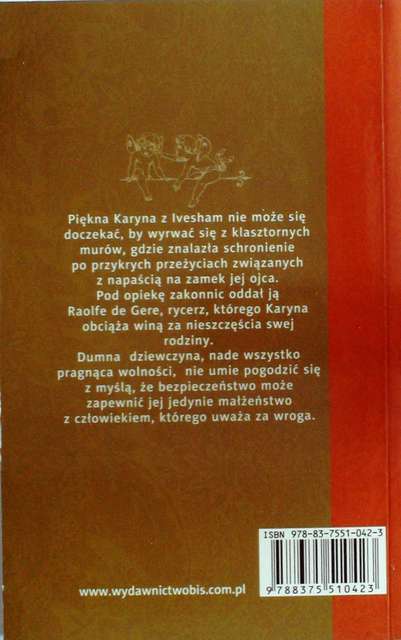 Piękna Karyna z Ivesham nie może się
doczekać, by wyrwać się z klasztornych
murów, gdzie znalazła schronienie
po przykrych przeżyciach związanych
z napaścią na zamek jej ojca.
Pod opiekę zakonnic oddał ją
Raolfe de Gere, rycerz, którego Karyna
obciąża winą za nieszczęścia swej
rodziny.
Dumna dziewczyna, nade wszystko
pragnąca wolności, nie umie pogodzić się
z myślą, że bezpieczeństwo może
zapewnić jej jedynie małżeństwo
z człowiekiem, którego uważa za wroga.
ISBN 978-83-7551-042-3
9 788375 510423
www.wydawnictwobis.com.pl